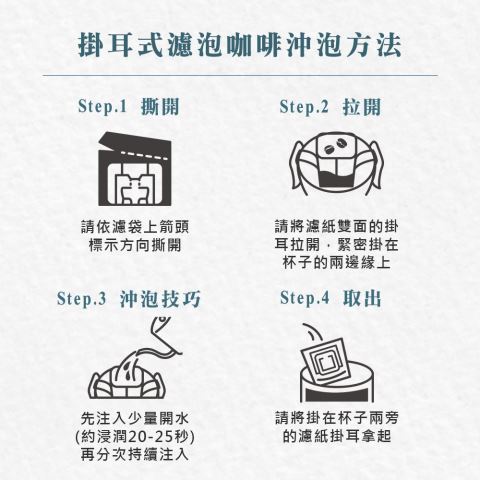 掛耳式濾泡咖啡沖泡方法
Step.1 撕開
Step.2 拉開
請依濾袋上箭頭
標示方向撕開
請將濾紙雙面的掛
耳拉開，緊密掛在
杯子的兩邊緣上
Step.3 沖泡技巧
Step.4 取出
先注入少量開水
(約浸潤20-25秒)
再分次持續注入
請將掛在杯子兩旁
的濾紙掛耳拿起